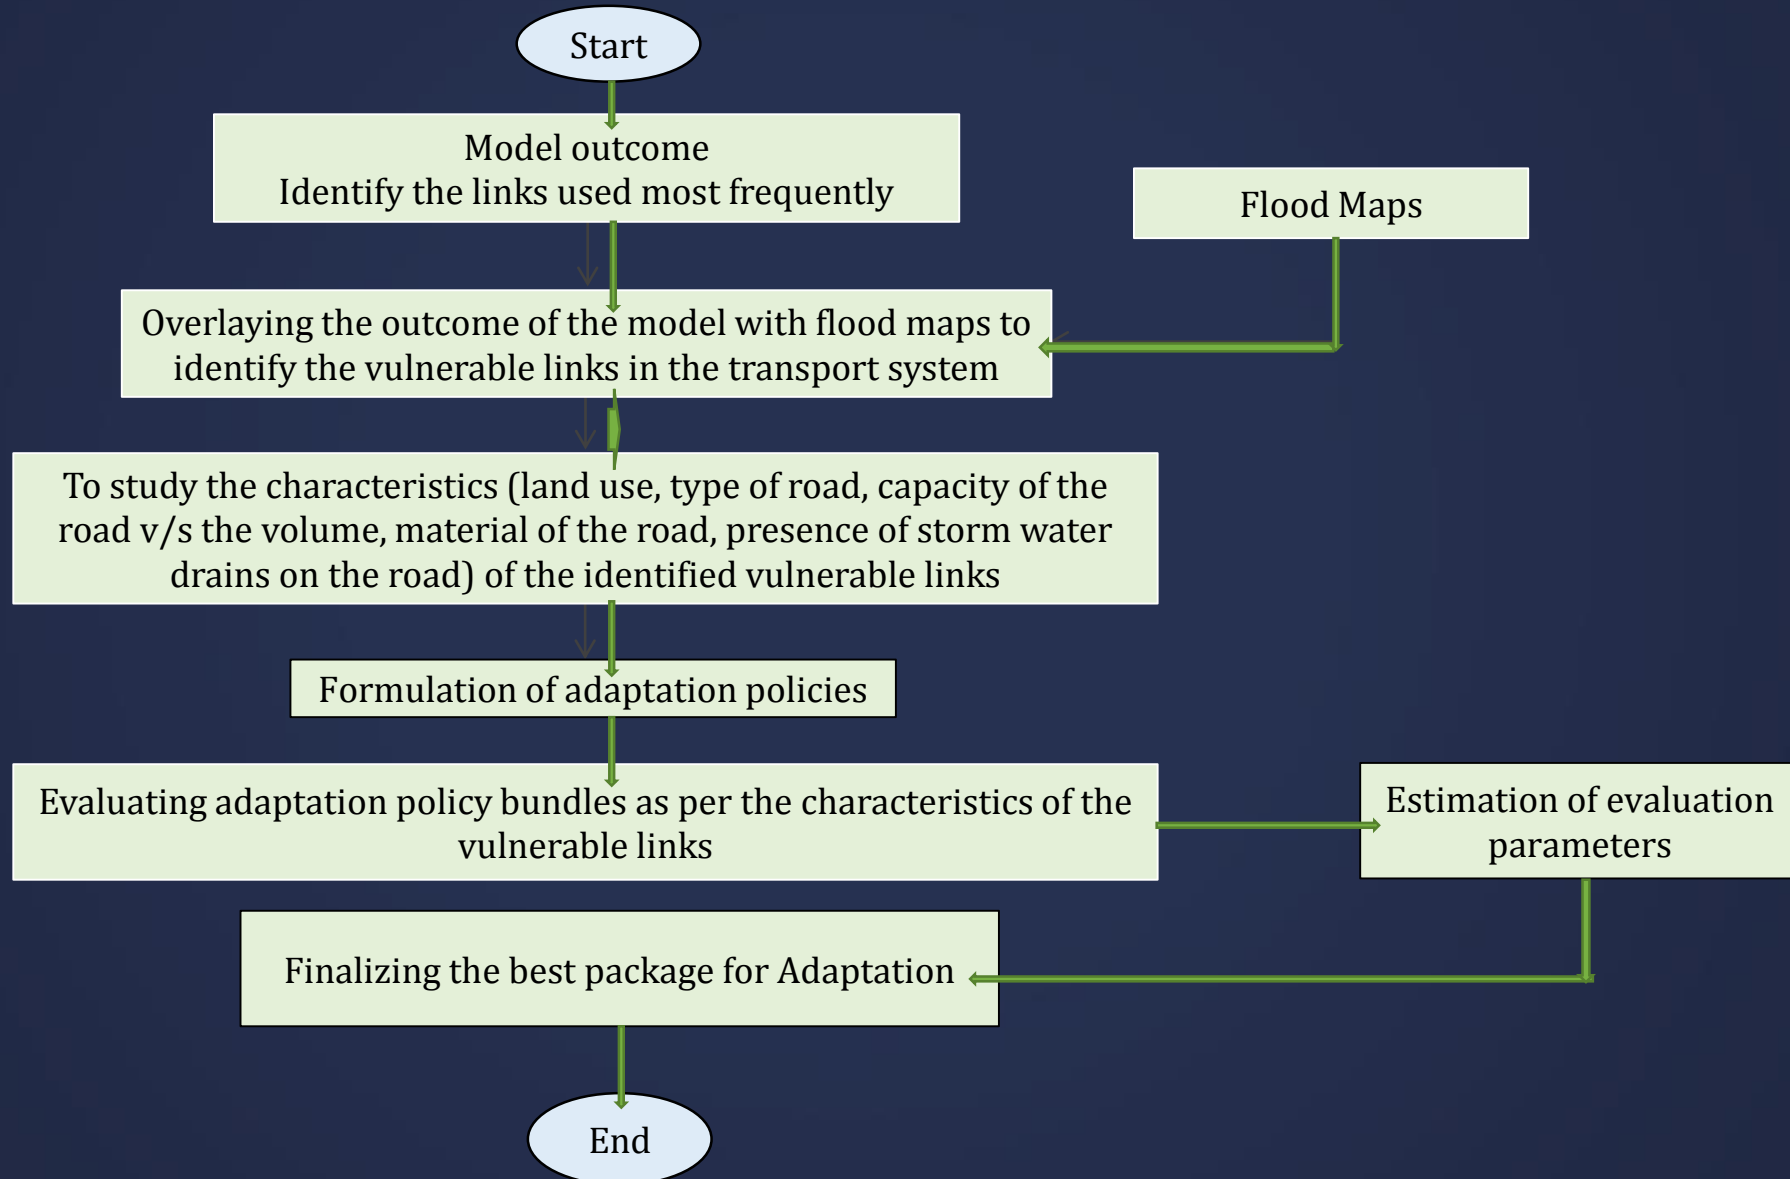 Start
Model outcome
Identify the links used most frequently
Flood Maps
Overlaying the outcome of the model with flood maps to
identify the vulnerable links in the transport system
To study the characteristics (land use, type of road, capacity of the
road v/s the volume, material of the road, presence of storm water
drains on the road) of the identified vulnerable links
Formulation of adaptation policies
Evaluating adaptation policy bundles as per the characteristics of the
vulnerable links
Estimation of evaluation
parameters
Finalizing the best package for Adaptation
End